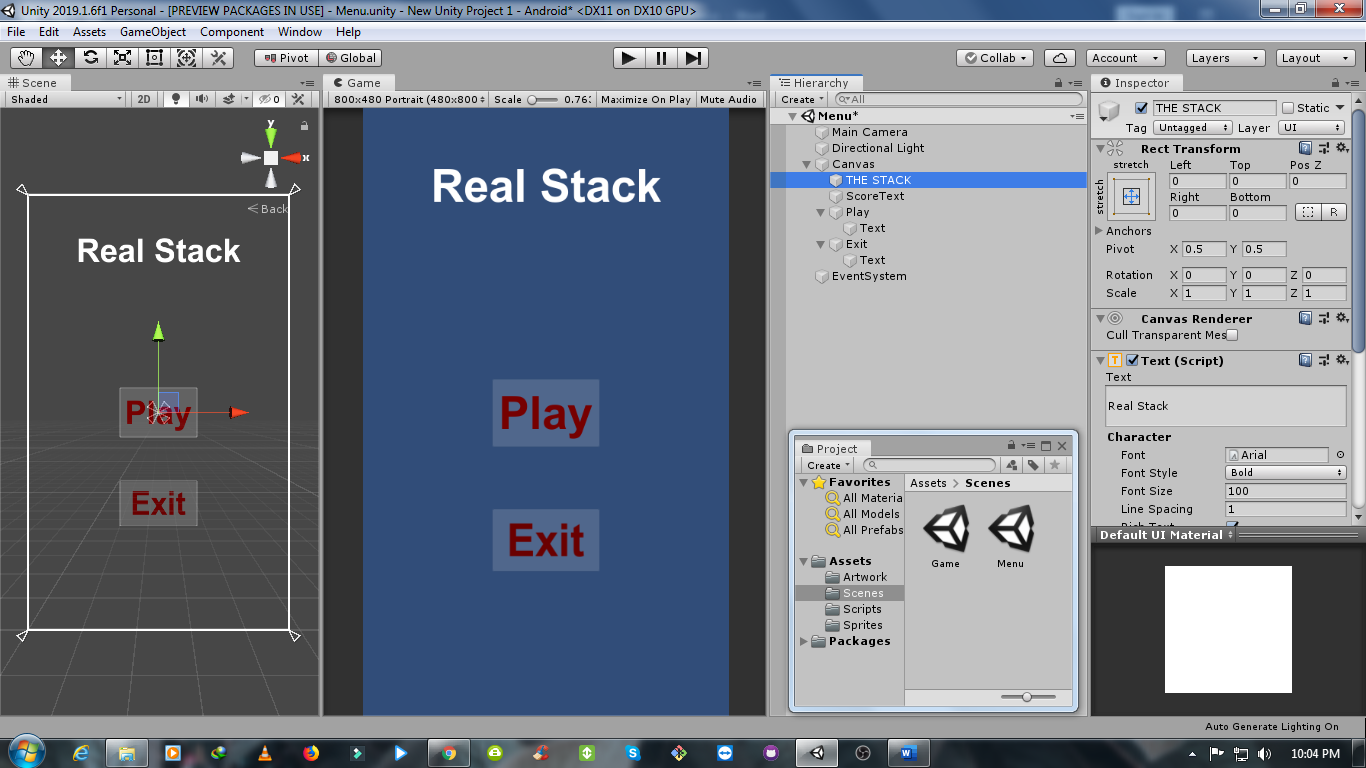 Unity 2019.1.6f1 Personal - [PREVIEW PACKAGES IN USE] - Menu.unity - New Unity Project 1 - Android* <DX11 on DX10 GPU>
File Edit Assets GameObject Component Window Help
Pivot Global Collab Account Layers Layout
Scene
Shaded 2D 0
y
x
Back
Real Stack
Play
Exit
Game
800x480 Portrait (480x800 Scale 0.76 Maximize On Play Mute Audio
Real Stack
Play
Exit
Hierarchy
Create All
Menu*
Main Camera
Directional Light
Canvas
THE STACK
ScoreText
Play
Text
Exit
Text
EventSystem
Project
Create
Favorites
All Materia
All Models
All Prefabs
Assets
Artwork
Scenes
Scripts
Sprites
Packages
Assets > Scenes
Game Menu
Inspector
THE STACK Static
Tag Untagged Layer UI
Rect Transform
stretch
stretch
Left Top Pos Z
0 0 0
Right Bottom
0 0 R
Anchors
Pivot X 0.5 Y 0.5
Rotation X 0 Y 0 Z 0
Scale X 1 Y 1 Z 1
Canvas Renderer
Cull Transparent Mes
T Text (Script)
Text
Real Stack
Character
Font Arial
Font Style Bold
Font Size 100
Line Spacing 1
Default UI Material
Auto Generate Lighting On
10:04 PM